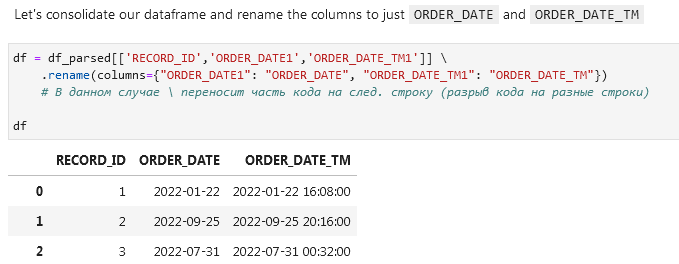 Let's consolidate our dataframe and rename the columns to just ORDER_DATE and ORDER_DATE_TM
df = df_parsed[['RECORD_ID','ORDER_DATE1','ORDER_DATE_TM1']] \
.rename(columns={"ORDER_DATE1": "ORDER_DATE", "ORDER_DATE_TM1": "ORDER_DATE_TM"})
# В данном случае \ переносит часть кода на след. строку (разрыв кода на разные строки)
df
RECORD_ID ORDER_DATE ORDER_DATE_TM
0 1 2022-01-22 2022-01-22 16:08:00
1 2 2022-09-25 2022-09-25 20:16:00
2 3 2022-07-31 2022-07-31 00:32:00